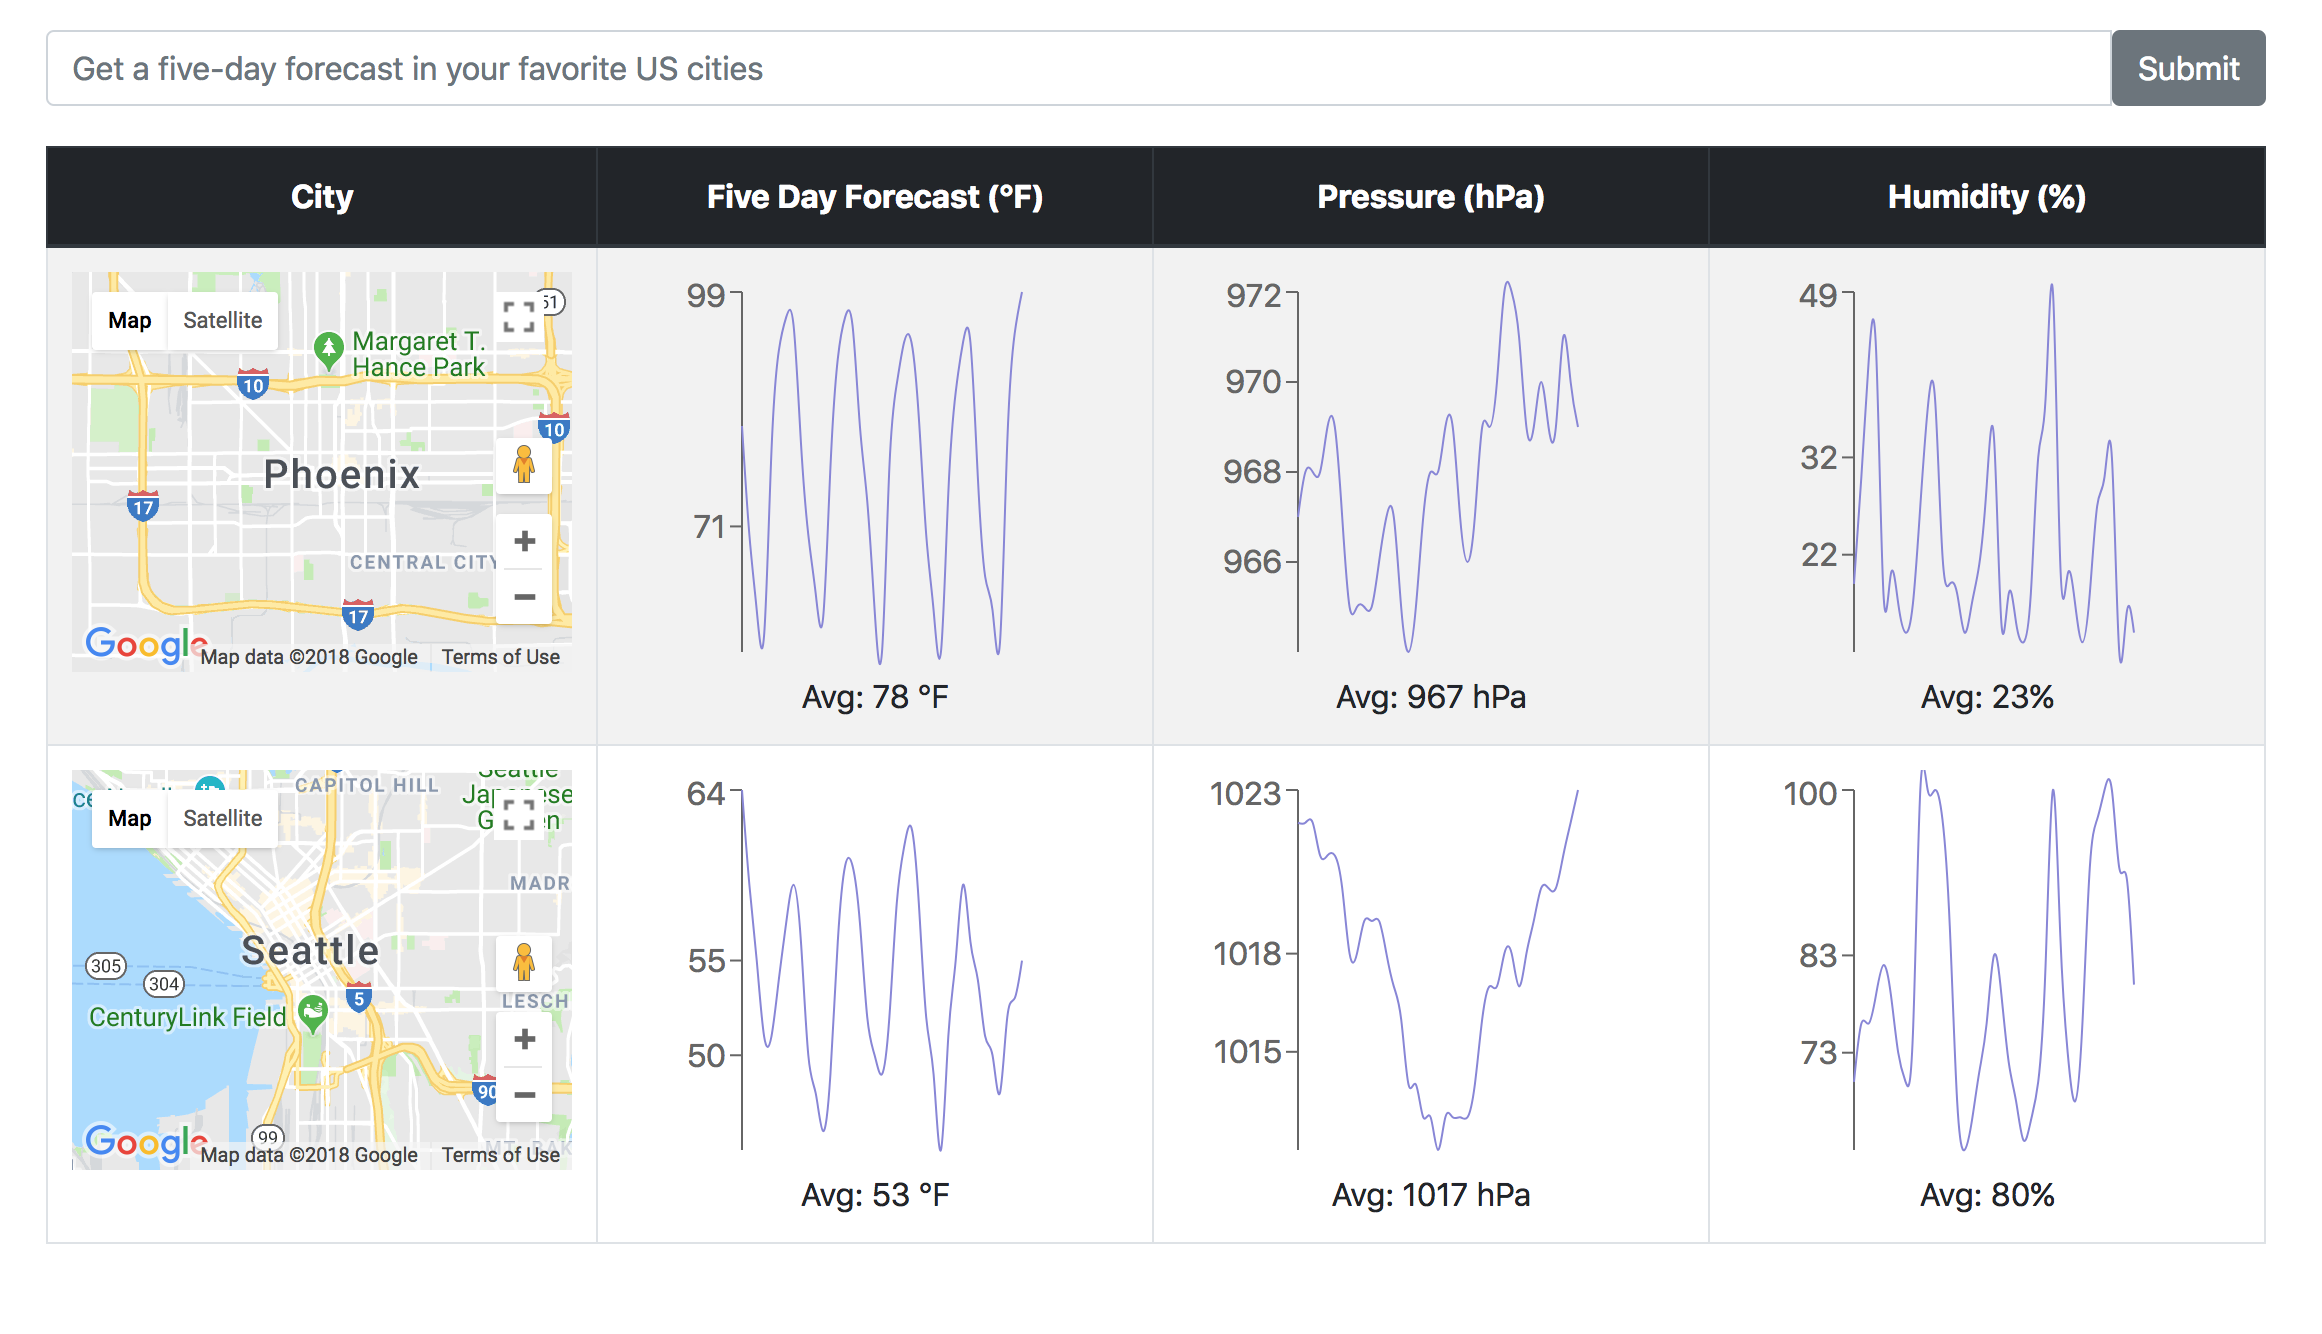 Get a five-day forecast in your favorite US cities
Submit
City
Five Day Forecast (°F)
Pressure (hPa)
Humidity (%)
Map
Satellite
51
Margaret T.
Hance Park
10
10
Phoenix
17
CENTRAL CITY
17
Google
Map data ©2018 Google
Terms of Use
99
71
Avg: 78 °F
972
970
968
966
Avg: 967 hPa
49
32
22
Avg: 23%
CAPITOL HILL
Seattle
Map
Satellite
MADR
Seattle
305
304
5
LESCH
CenturyLink Field
90
99
Google
Map data ©2018 Google
Terms of Use
64
55
50
Avg: 53 °F
1023
1018
1015
Avg: 1017 hPa
100
83
73
Avg: 80%